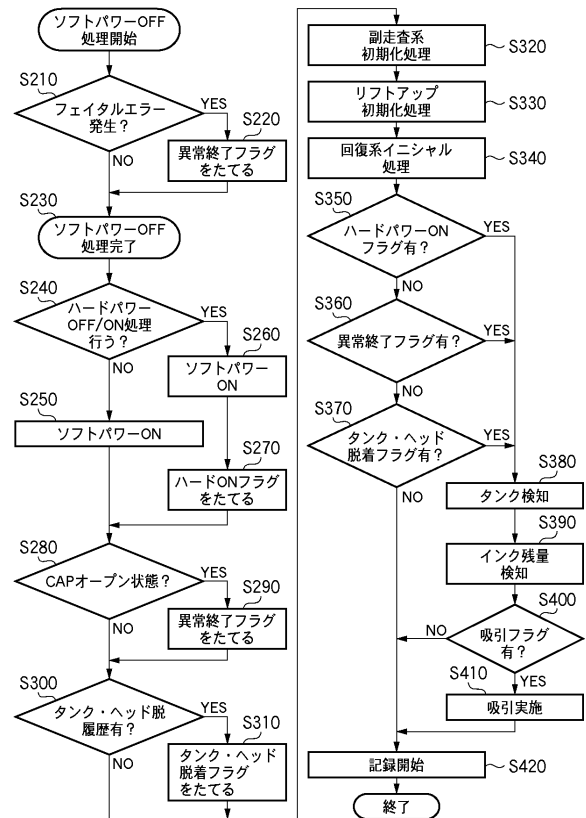 ソフトパワーOFF
処理開始
S210
フェイタルエラー
発生?
YES
NO
S220
異常終了フラグ
をたてる
S230
ソフトパワーOFF
処理完了
S240
ハードパワー
OFF/ON処理
行う?
YES
NO
S260
ソフトパワー
ON
S250
ソフトパワーON
S270
ハードONフラグ
をたてる
S280
CAPオープン状態?
YES
NO
S290
異常終了フラグ
をたてる
S300
タンク・ヘッド脱
履歴有?
YES
NO
S310
タンク・ヘッド
脱着フラグ
をたてる
副走査系
初期化処理
S320
リフトアップ
初期化処理
S330
回復系イニシャル
処理
S340
S350
ハードパワーON
フラグ有?
YES
NO
S360
異常終了フラグ有?
YES
NO
S370
タンク・ヘッド
脱着フラグ有?
YES
NO
S380
タンク検知
S390
インク残量
検知
S400
吸引フラグ
有?
NO
YES
S410
吸引実施
記録開始
S420
終了